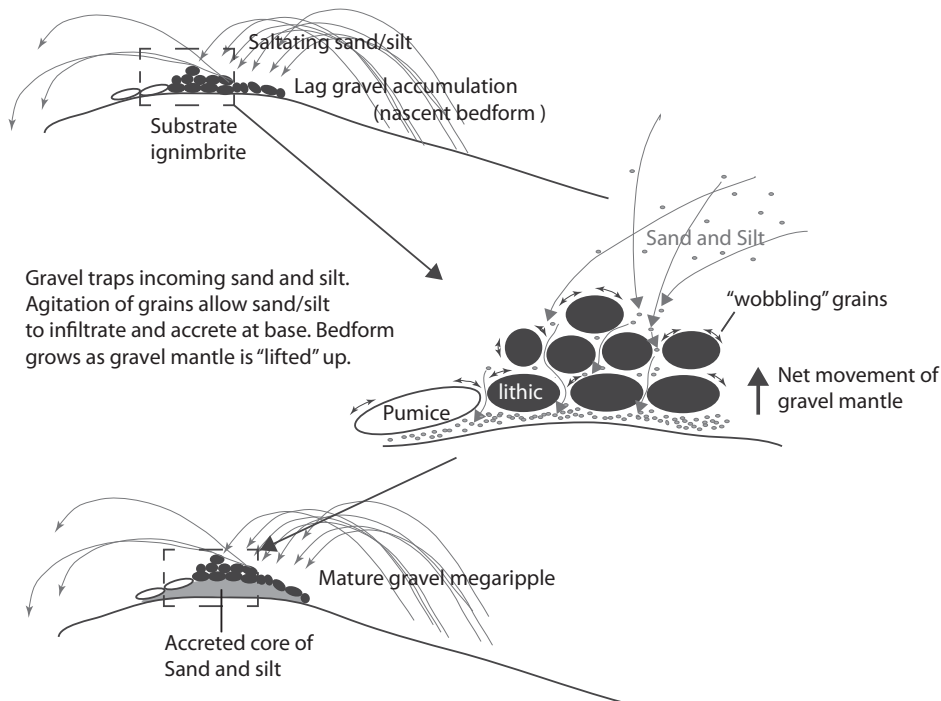 Saltating sand/silt
Lag gravel accumulation
(nascent bedform )
Substrate
ignimbrite
Sand and Silt
Gravel traps incoming sand and silt.
Agitation of grains allow sand/silt
to infiltrate and accrete at base. Bedform
grows as gravel mantle is “lifted” up.
“wobbling” grains
lithic
Pumice
Net movement of
gravel mantle
Mature gravel megaripple
Accreted core of
Sand and silt